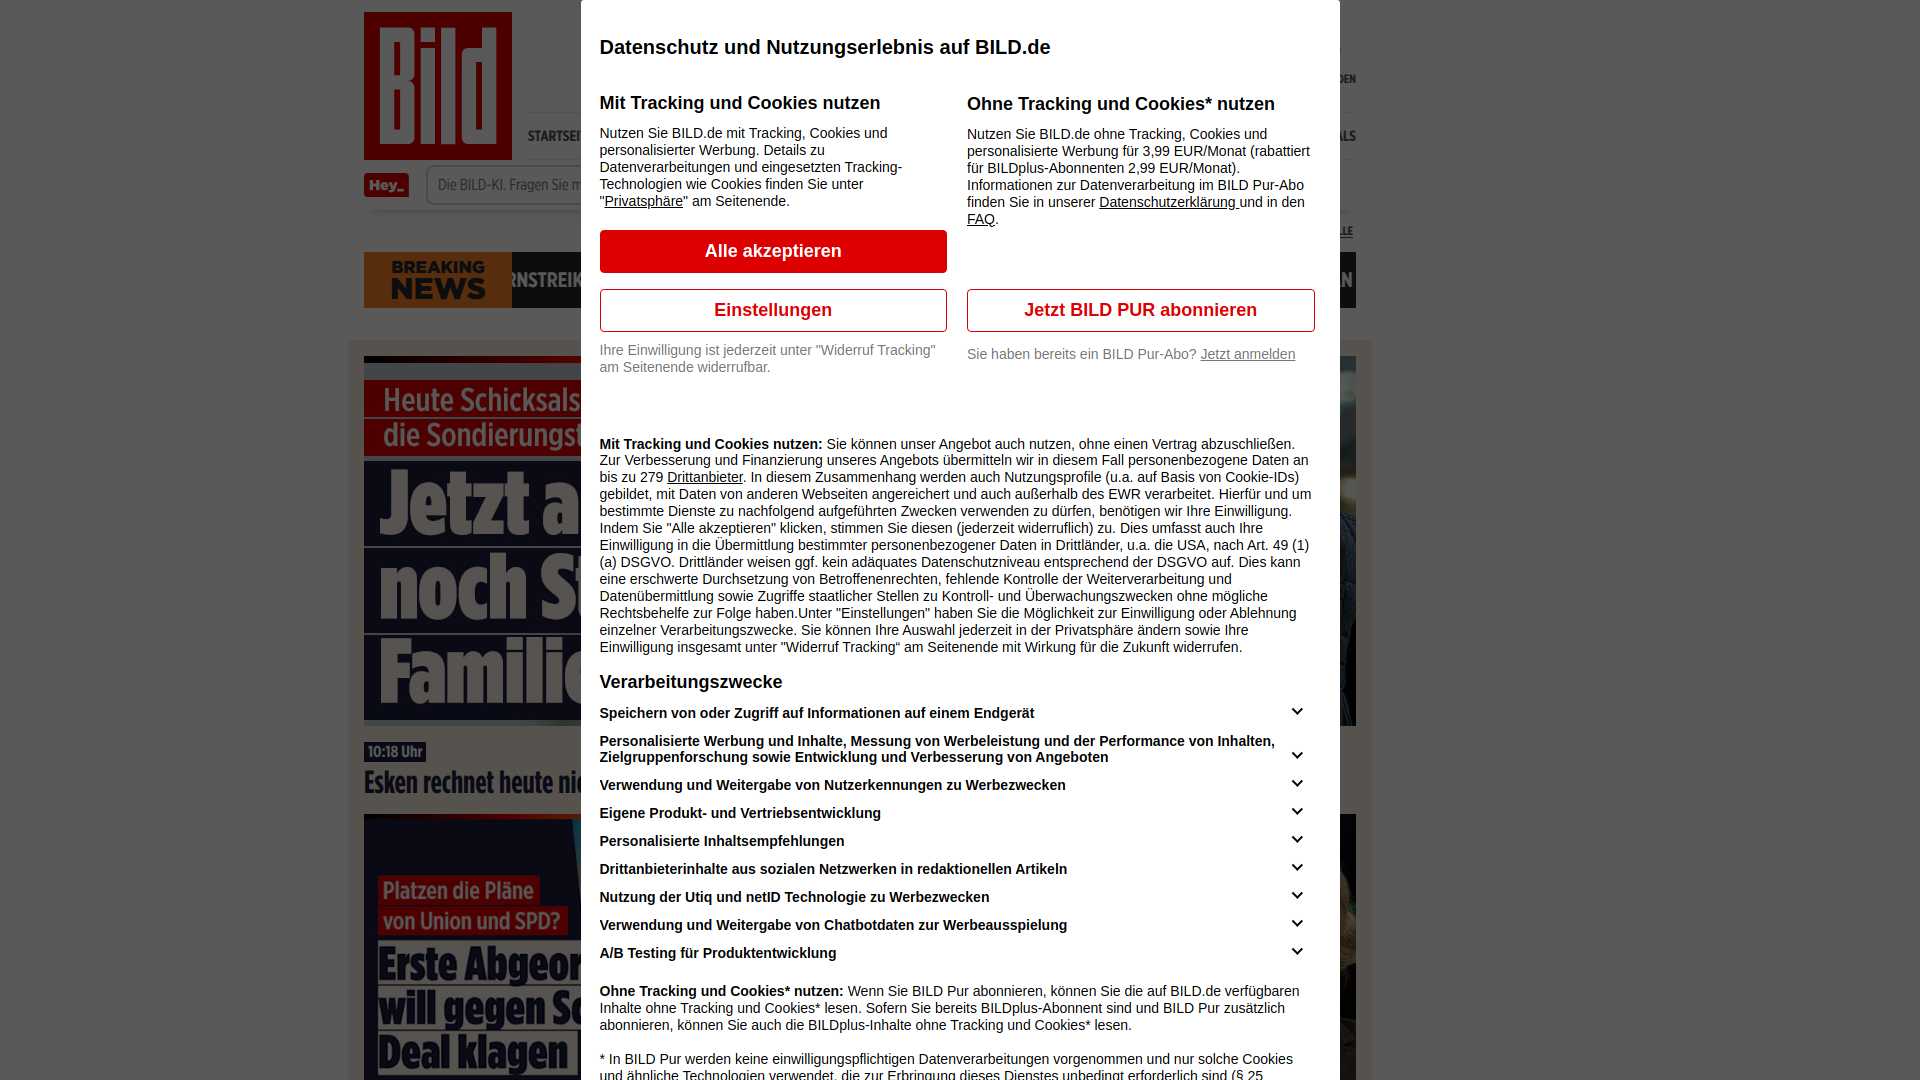 Bild
Datenschutz und Nutzungserlebnis auf BILD.de
Mit Tracking und Cookies nutzen
Nutzen Sie BILD.de mit Tracking, Cookies und
personalisierter Werbung. Details zu
Datenverarbeitungen und eingesetzten Tracking-
Technologien wie Cookies finden Sie unter
"Privatsphäre" am Seitenende.
Alle akzeptieren
Einstellungen
Ihre Einwilligung ist jederzeit unter "Widerruf Tracking"
am Seitenende widerrufbar.
Ohne Tracking und Cookies* nutzen
Nutzen Sie BILD.de ohne Tracking, Cookies und
personalisierte Werbung für 3,99 EUR/Monat (rabattiert
für BILDplus-Abonnenten 2,99 EUR/Monat).
Informationen zur Datenverarbeitung im BILD Pur-Abo
finden Sie in unserer Datenschutzerklärung und in den
FAQ.
Jetzt BILD PUR abonnieren
Sie haben bereits ein BILD Pur-Abo? Jetzt anmelden
Mit Tracking und Cookies nutzen: Sie können unser Angebot auch nutzen, ohne einen Vertrag abzuschließen.
Zur Verbesserung und Finanzierung unseres Angebots übermitteln wir in diesem Fall personenbezogene Daten an
bis zu 279 Drittanbieter. In diesem Zusammenhang werden auch Nutzungsprofile (u.a. auf Basis von Cookie-IDs)
gebildet, mit Daten von anderen Webseiten angereichert und auch außerhalb des EWR verarbeitet. Hierfür und um
bestimmte Dienste zu nachfolgend aufgeführten Zwecken verwenden zu dürfen, benötigen wir Ihre Einwilligung.
Indem Sie "Alle akzeptieren" klicken, stimmen Sie diesen (jederzeit widerruflich) zu. Dies umfasst auch Ihre
Einwilligung in die Übermittlung bestimmter personenbezogener Daten in Drittländer, u.a. die USA, nach Art. 49 (1)
(a) DSGVO. Drittländer weisen ggf. kein adäquates Datenschutzniveau entsprechend der DSGVO auf. Dies kann
eine erschwerte Durchsetzung von Betroffenenrechten, fehlende Kontrolle der Weiterverarbeitung und
Datenübermittlung sowie Zugriffe staatlicher Stellen zu Kontroll- und Überwachungszwecken ohne mögliche
Rechtsbehelfe zur Folge haben.Unter "Einstellungen" haben Sie die Möglichkeit zur Einwilligung oder Ablehnung
einzelner Verarbeitungszwecke. Sie können Ihre Auswahl jederzeit in der Privatsphäre ändern sowie Ihre
Einwilligung insgesamt unter "Widerruf Tracking“ am Seitenende mit Wirkung für die Zukunft widerrufen.
Verarbeitungszwecke
Speichern von oder Zugriff auf Informationen auf einem Endgerät
Personalisierte Werbung und Inhalte, Messung von Werbeleistung und der Performance von Inhalten,
Zielgruppenforschung sowie Entwicklung und Verbesserung von Angeboten
Verwendung und Weitergabe von Nutzerkennungen zu Werbezwecken
Eigene Produkt- und Vertriebsentwicklung
Personalisierte Inhaltsempfehlungen
Drittanbieterinhalte aus sozialen Netzwerken in redaktionellen Artikeln
Nutzung der Utiq und netID Technologie zu Werbezwecken
Verwendung und Weitergabe von Chatbotdaten zur Werbeausspielung
A/B Testing für Produktentwicklung
Ohne Tracking und Cookies* nutzen: Wenn Sie BILD Pur abonnieren, können Sie die auf BILD.de verfügbaren
Inhalte ohne Tracking und Cookies* lesen. Sofern Sie bereits BILDplus-Abonnent sind und BILD Pur zusätzlich
abonnieren, können Sie auch die BILDplus-Inhalte ohne Tracking und Cookies* lesen.
* In BILD Pur werden keine einwilligungspflichtigen Datenverarbeitungen vorgenommen und nur solche Cookies
und ähnliche Technologien verwendet, die zur Erbringung dieses Dienstes unbedingt erforderlich sind (§ 25
STARTSEI
DEN
ALS
Hey_
Die BILD-KI. Fragen Sie m
LLE
BREAKING
NEWS
RNSTREIK
EN
Heute Schicksals
die Sondierungst
Jetzt a
noch St
Familie
10:18 Uhr
Esken rechnet heute nic
Platzen die Pläne
von Union und SPD?
Erste Abgeor
will gegen Sc
Deal klagen